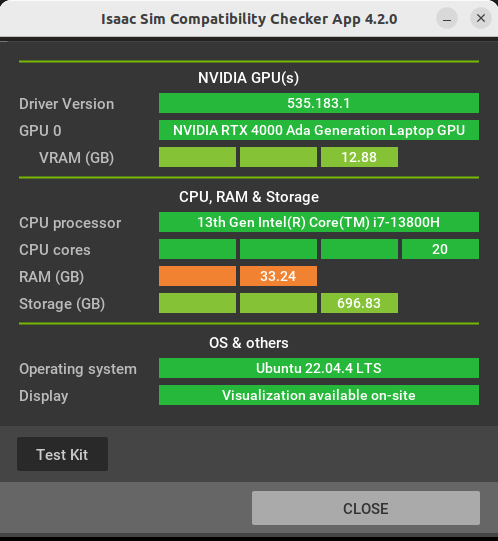 Isaac Sim Compatibility Checker App 4.2.0
NVIDIA GPU(s)
Driver Version 535.183.1
GPU 0 NVIDIA RTX 4000 Ada Generation Laptop GPU
VRAM (GB) 12.88
CPU, RAM & Storage
CPU processor 13th Gen Intel(R) Core(TM) i7-13800H
CPU cores 20
RAM (GB) 33.24
Storage (GB) 696.83
OS & others
Operating system Ubuntu 22.04.4 LTS
Display Visualization available on-site
Test Kit
CLOSE